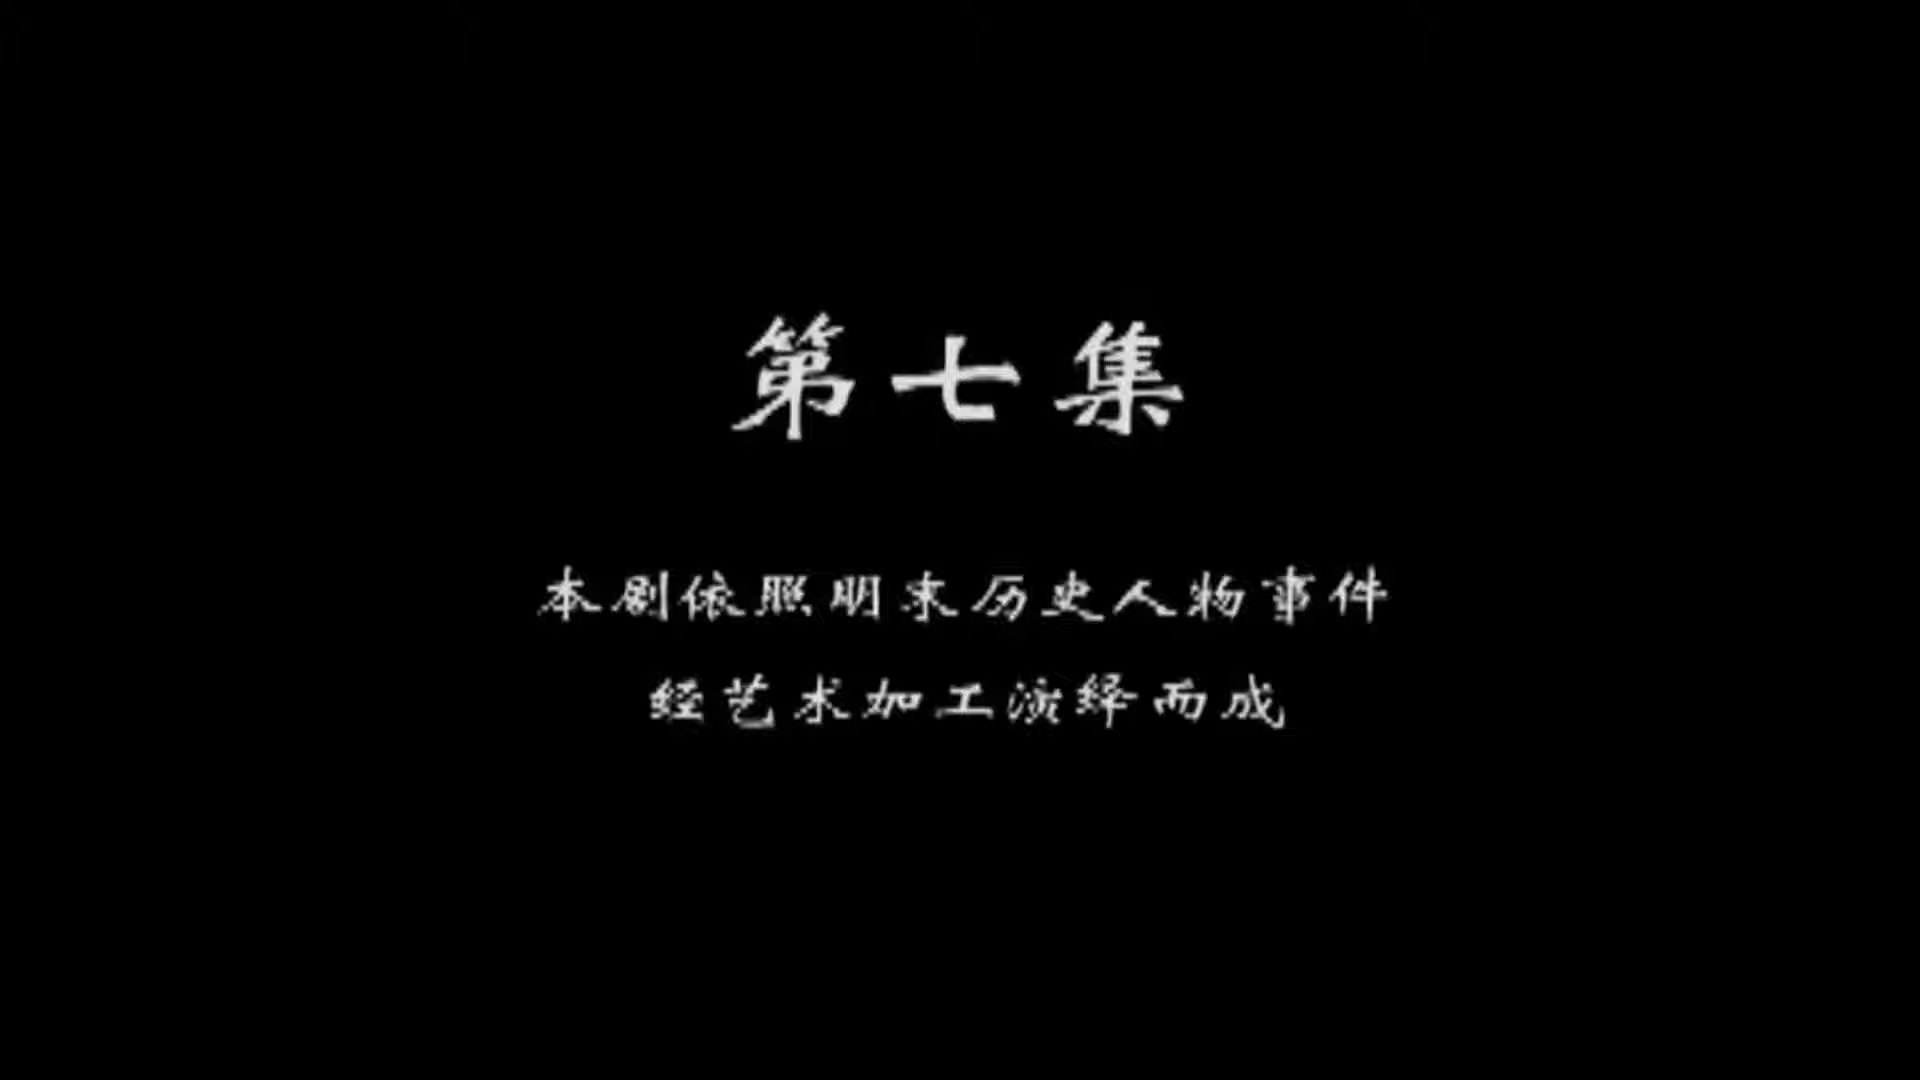 第七集
本剧依照明末历史人物事件
经艺术加工演绎而成